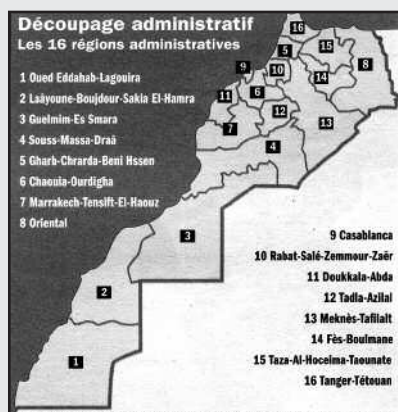 Découpage administratif
Les 16 régions administratives
1 Oued Eddahab-Lagouira
2 Laâyoune-Boujdour-Sakia El-Hamra
3 Guelmim-Es Smara
4 Souss-Massa-Draâ
5 Gharb-Chrarda-Beni Hssen
6 Chaouia-Ourdigha
7 Marrakech-Tensift-El-Haouz
8 Oriental
16
5
15
9
10
8
14
11
6
12
7
13
4
3
2
1
9 Casablanca
10 Rabat-Salé-Zemmour-Zaër
11 Doukkala-Abda
12 Tadla-Azilal
13 Meknès-Tafilalt
14 Fès-Boulmane
15 Taza-Al-Hoceima-Taounate
16 Tanger-Tétouan